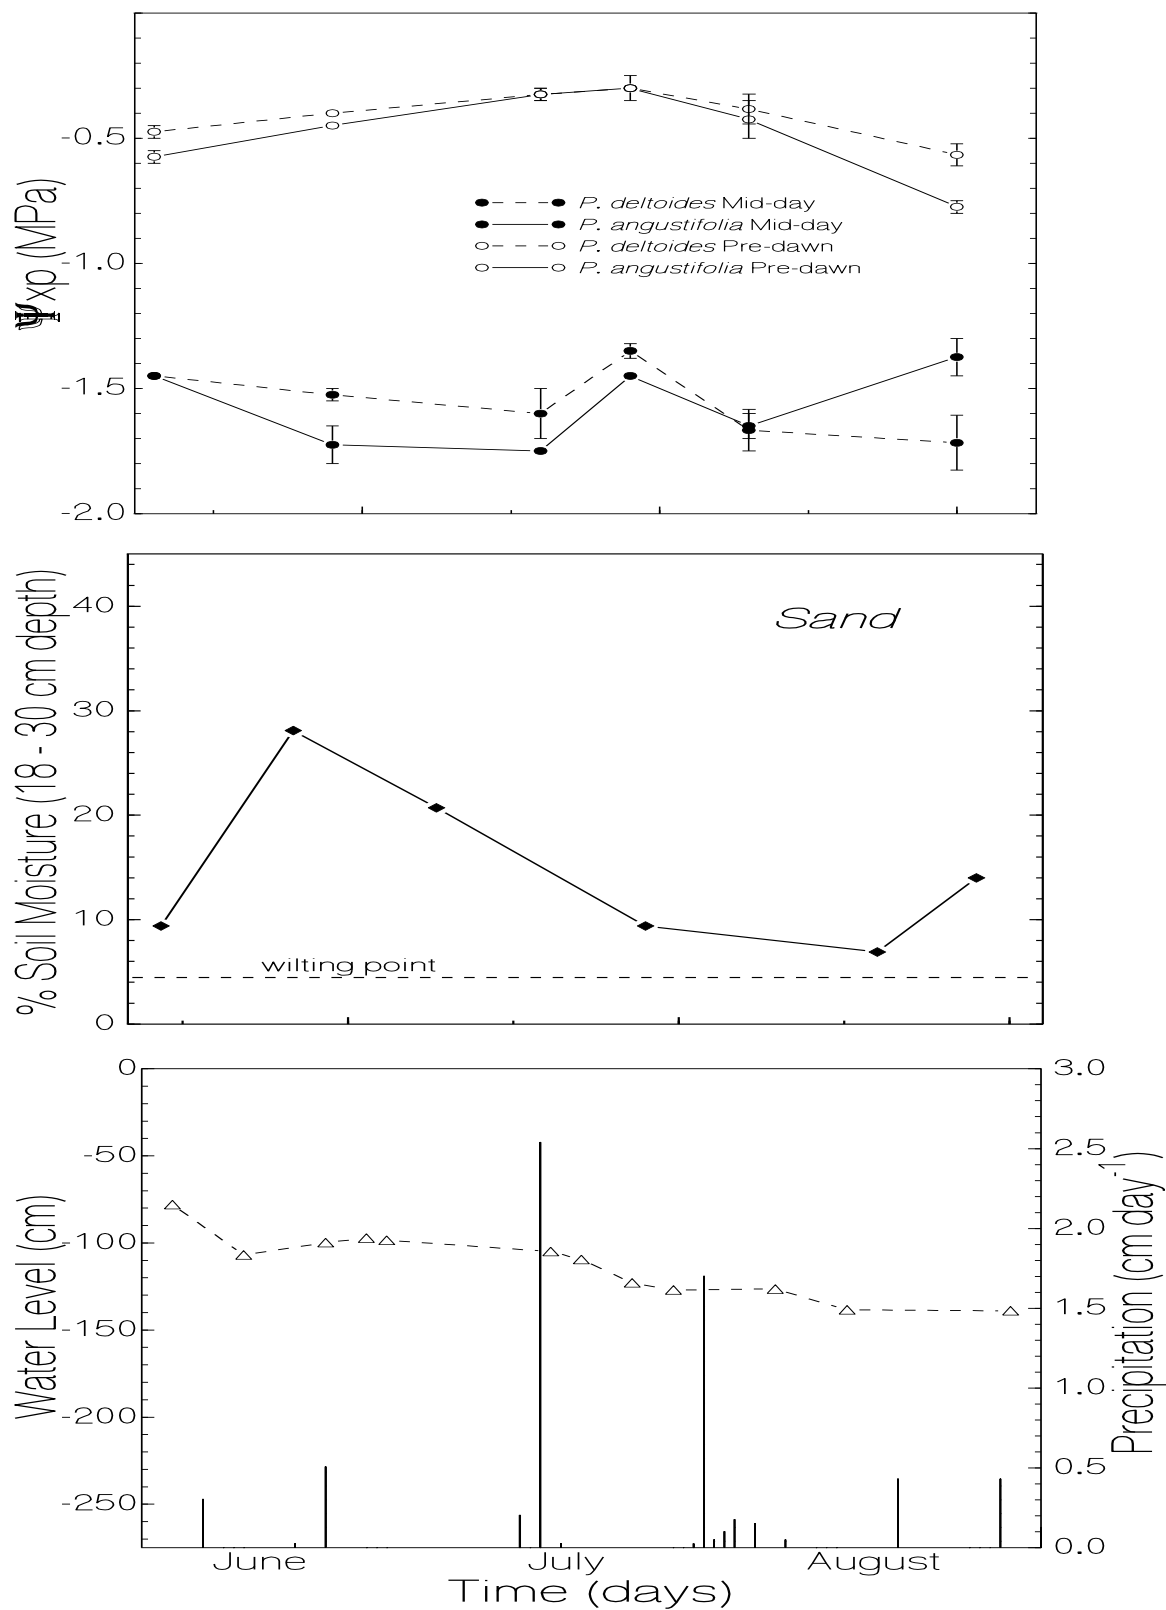 Ψxp (MPa)
-0.5
-1.0
-1.5
-2.0
P. deltoides Mid-day
P. angustifolia Mid-day
P. deltoides Pre-dawn
P. angustifolia Pre-dawn
% Soil Moisture (18 - 30 cm depth)
40
30
20
10
0
Sand
wilting point
Water Level (cm)
0
-50
-100
-150
-200
-250
3.0
2.5
2.0
1.5
1.0
0.5
0.0
Precipitation (cm day-1)
June July August
Time (days)